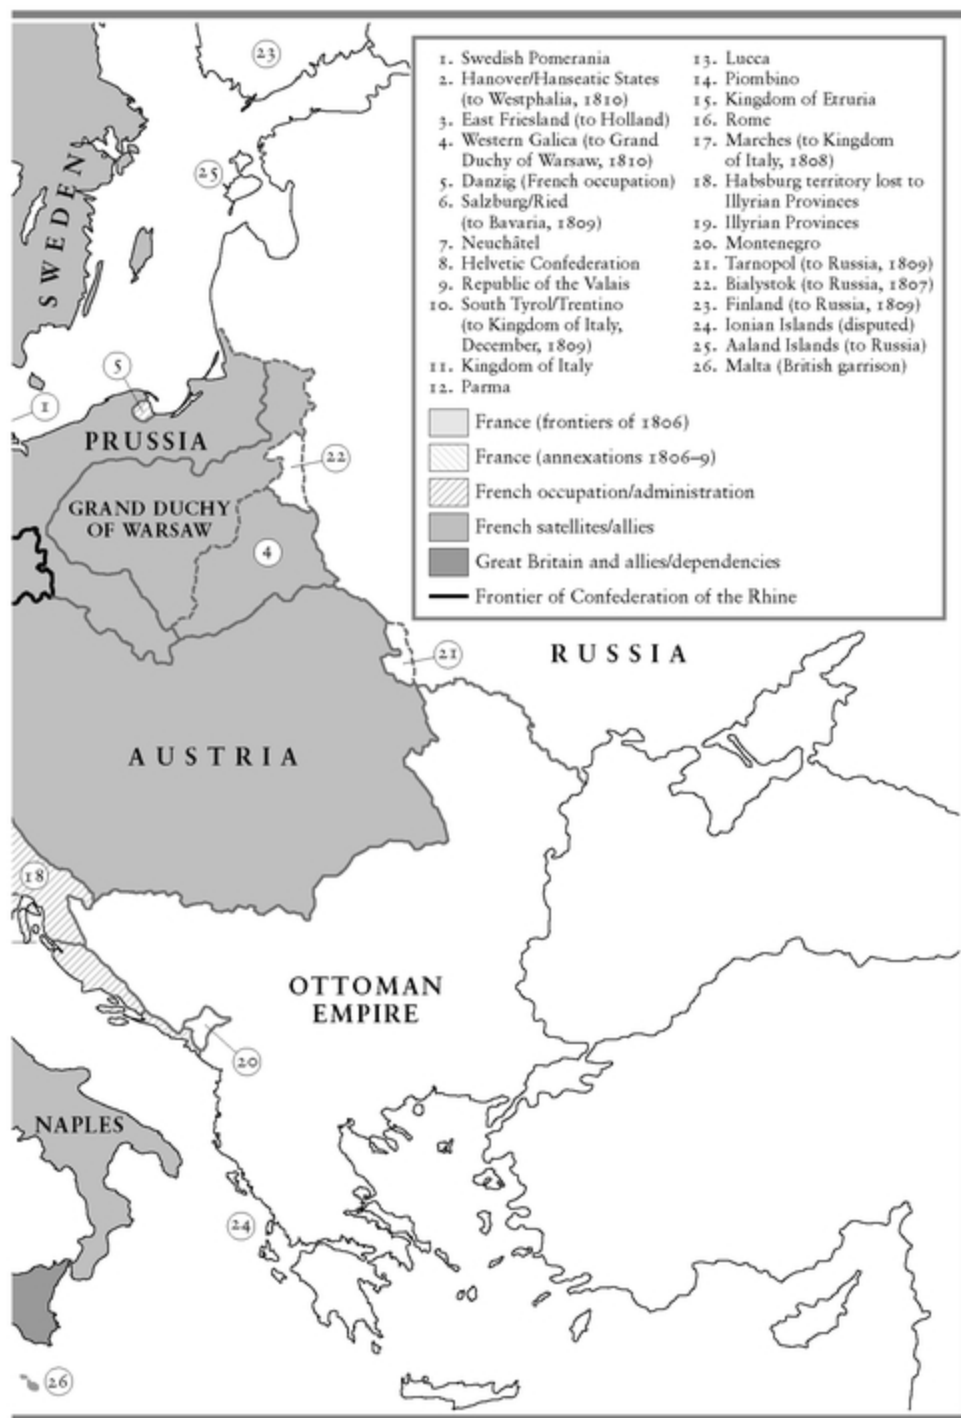 23
1. Swedish Pomerania
2. Hanover/Hanseatic States
(to Westphalia, 1810)
3. East Friesland (to Holland)
4. Western Galica (to Grand
Duchy of Warsaw, 1810)
5. Danzig (French occupation)
6. Salzburg/Ried
(to Bavaria, 1809)
7. Neuchâtel
8. Helvetic Confederation
9. Republic of the Valais
10. South Tyrol/Trentino
(to Kingdom of Italy,
December, 1809)
11. Kingdom of Italy
12. Parma
13. Lucca
14. Piombino
15. Kingdom of Etruria
16. Rome
17. Marches (to Kingdom
of Italy, 1808)
18. Habsburg territory lost to
Illyrian Provinces
19. Illyrian Provinces
20. Montenegro
21. Tarnopol (to Russia, 1809)
22. Bialystok (to Russia, 1807)
23. Finland (to Russia, 1809)
24. Ionian Islands (disputed)
25. Aaland Islands (to Russia)
26. Malta (British garrison)
France (frontiers of 1806)
France (annexations 1806–9)
French occupation/administration
French satellites/allies
Great Britain and allies/dependencies
Frontier of Confederation of the Rhine
25
SWEDEN
5
1
PRUSSIA
22
GRAND DUCHY
OF WARSAW
4
21
RUSSIA
AUSTRIA
18
OTTOMAN
EMPIRE
20
NAPLES
24
26